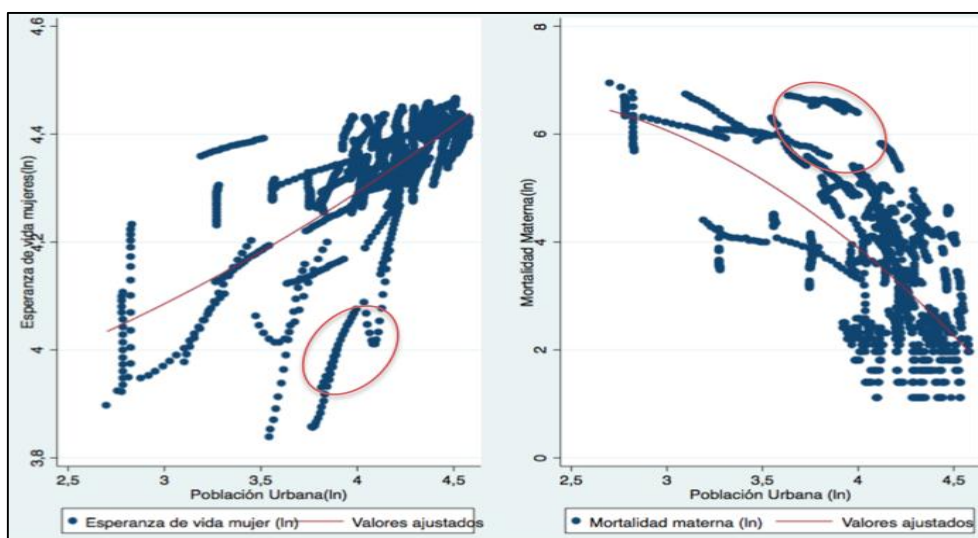 Esperanza de vida mujeres(ln)
4,6
4,4
4,2
4
3,8
2,5
3
3,5
4
4,5
Población Urbana(ln)
Esperanza de vida mujer (ln)
Valores ajustados
Mortalidad Materna(ln)
8
6
4
2
0
2,5
3
3,5
4
4,5
Población Urbana (ln)
Mortalidad materna (ln)
Valores ajustados